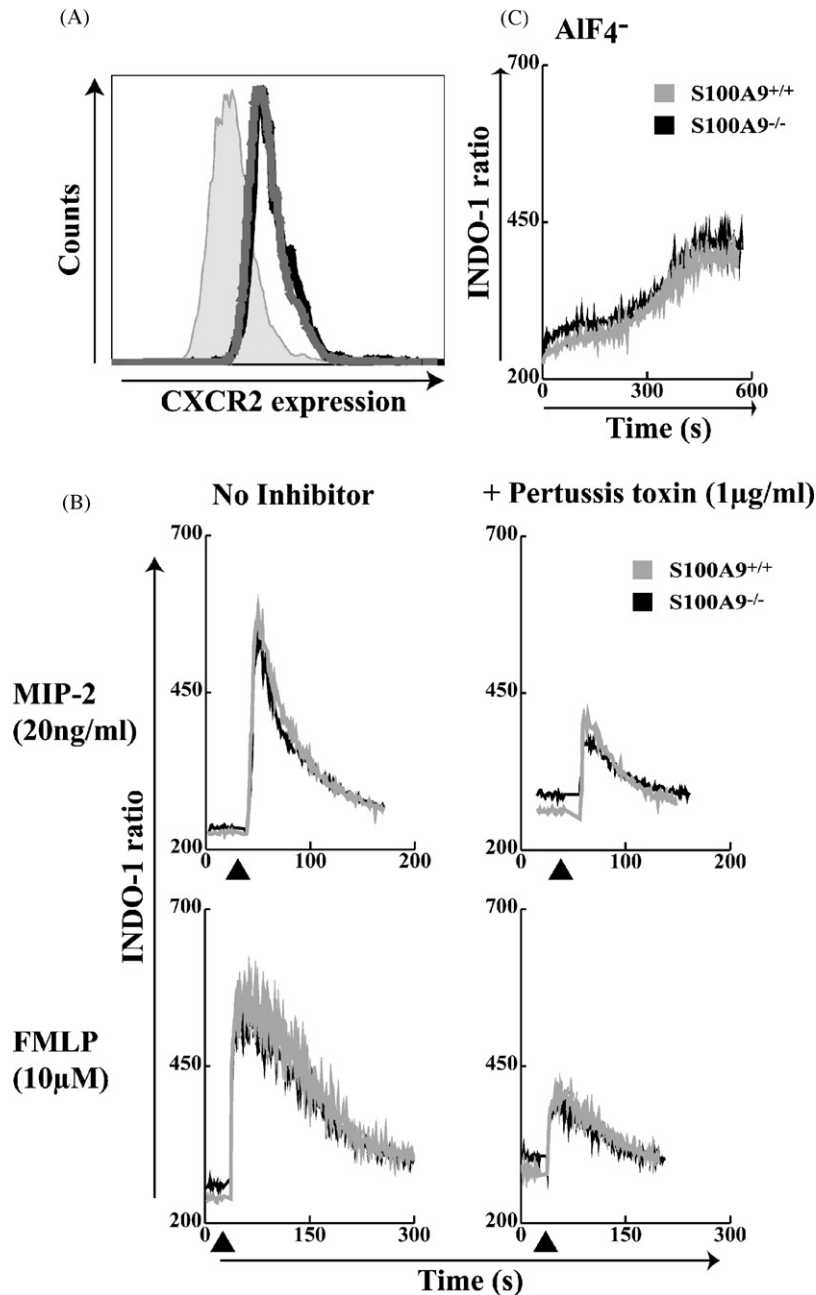 (A)
Counts
CXCR2 expression
(C)
AlF4⁻
700
450
200
INDO-1 ratio
S100A9+/+
S100A9-/-
0
300
600
Time (s)
(B)
No Inhibitor
+ Pertussis toxin (1µg/ml)
S100A9+/+
S100A9-/-
MIP-2
(20ng/ml)
FMLP
(10µM)
INDO-1 ratio
700
450
200
0
100
200
700
450
200
0
100
200
700
450
200
0
150
300
700
450
200
0
150
300
Time (s)